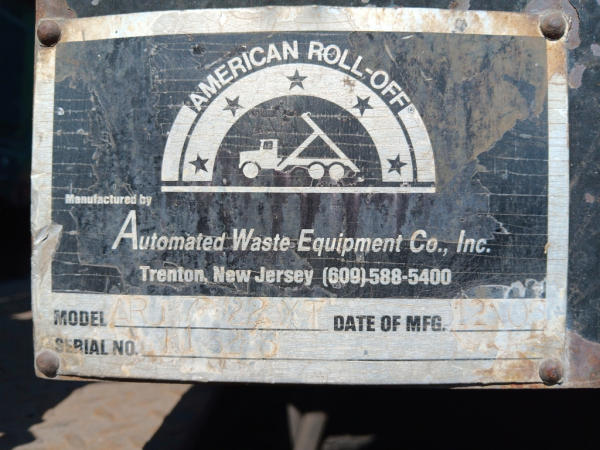 AMERICAN ROLL-OFF®
Manufactured by
Automated Waste Equipment Co., Inc.
Trenton, New Jersey (609)-588-5400
MODEL
DATE OF MFG.
SERIAL NO.